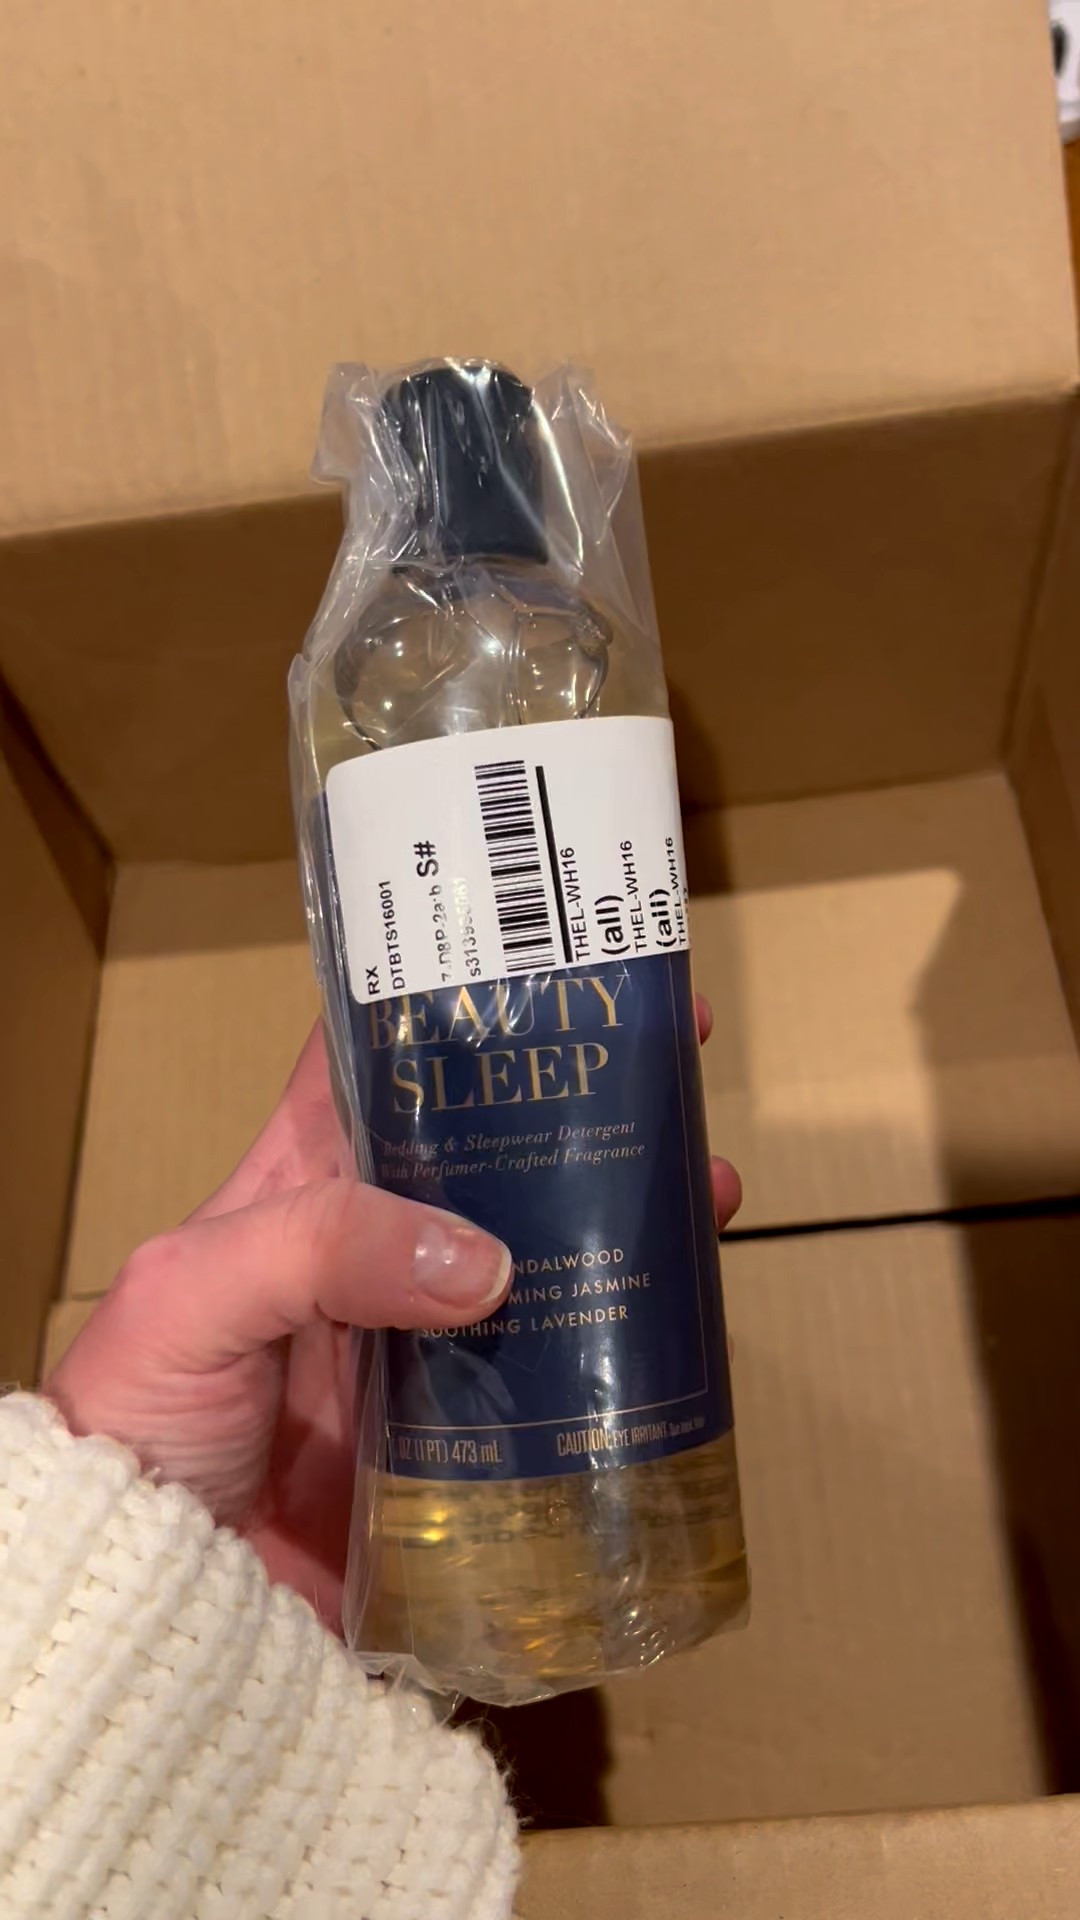 RX
DTBTS16001
S#
THEL-WH16
(all)
THEL-WH16
(all)
THEL-WH16
BEAUTY
SLEEP
Bedding & Sleepwear Detergent
With Perfumer-Crafted Fragrance
NDALWOOD
MING JASMINE
SOOTHING LAVENDER
OZ (1 PT) 473 mL
CAUTION: EYE IRRITANT